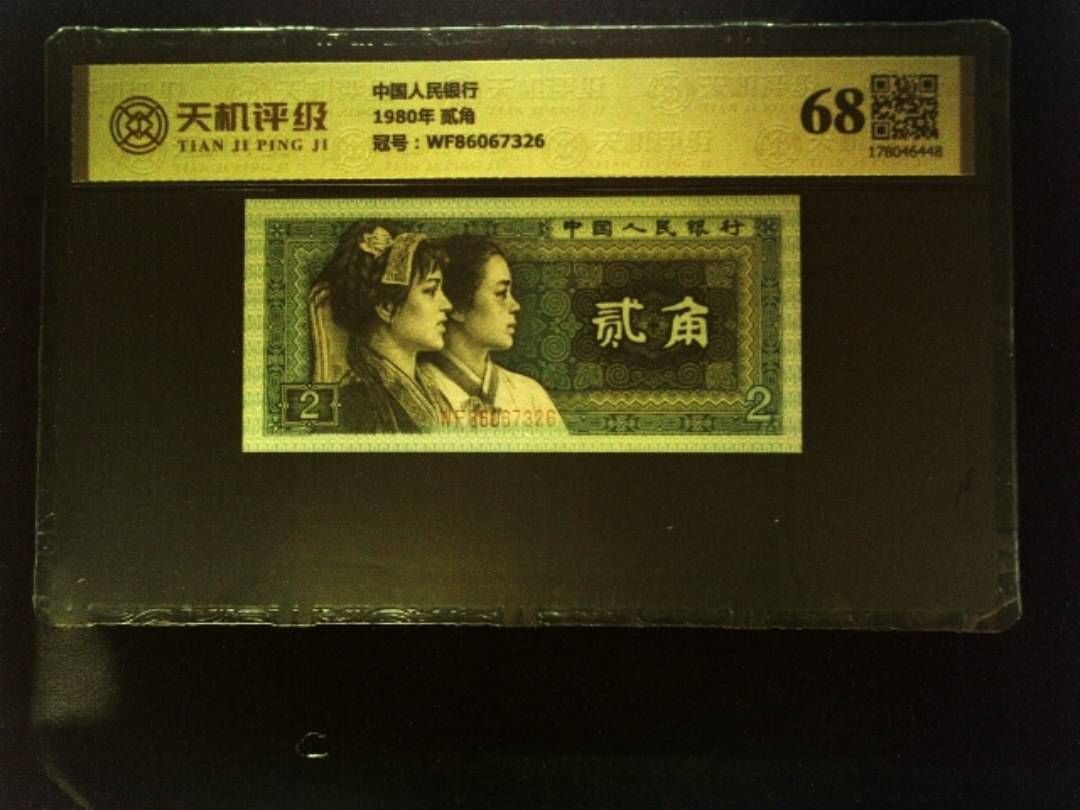 天机评级
TIAN JI PING JI
中国人民银行
1980年 贰角
冠号：WF86067326
68
178046448
中国人民银行
贰角
2
WF86067326
2